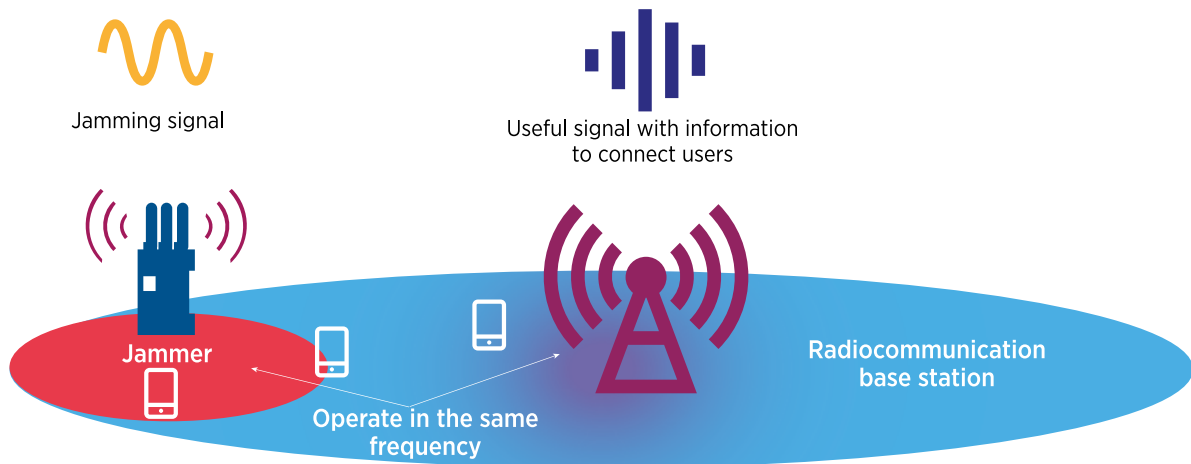 Jamming signal
Useful signal with information
to connect users
Jammer
Radiocommunication
base station
Operate in the same
frequency